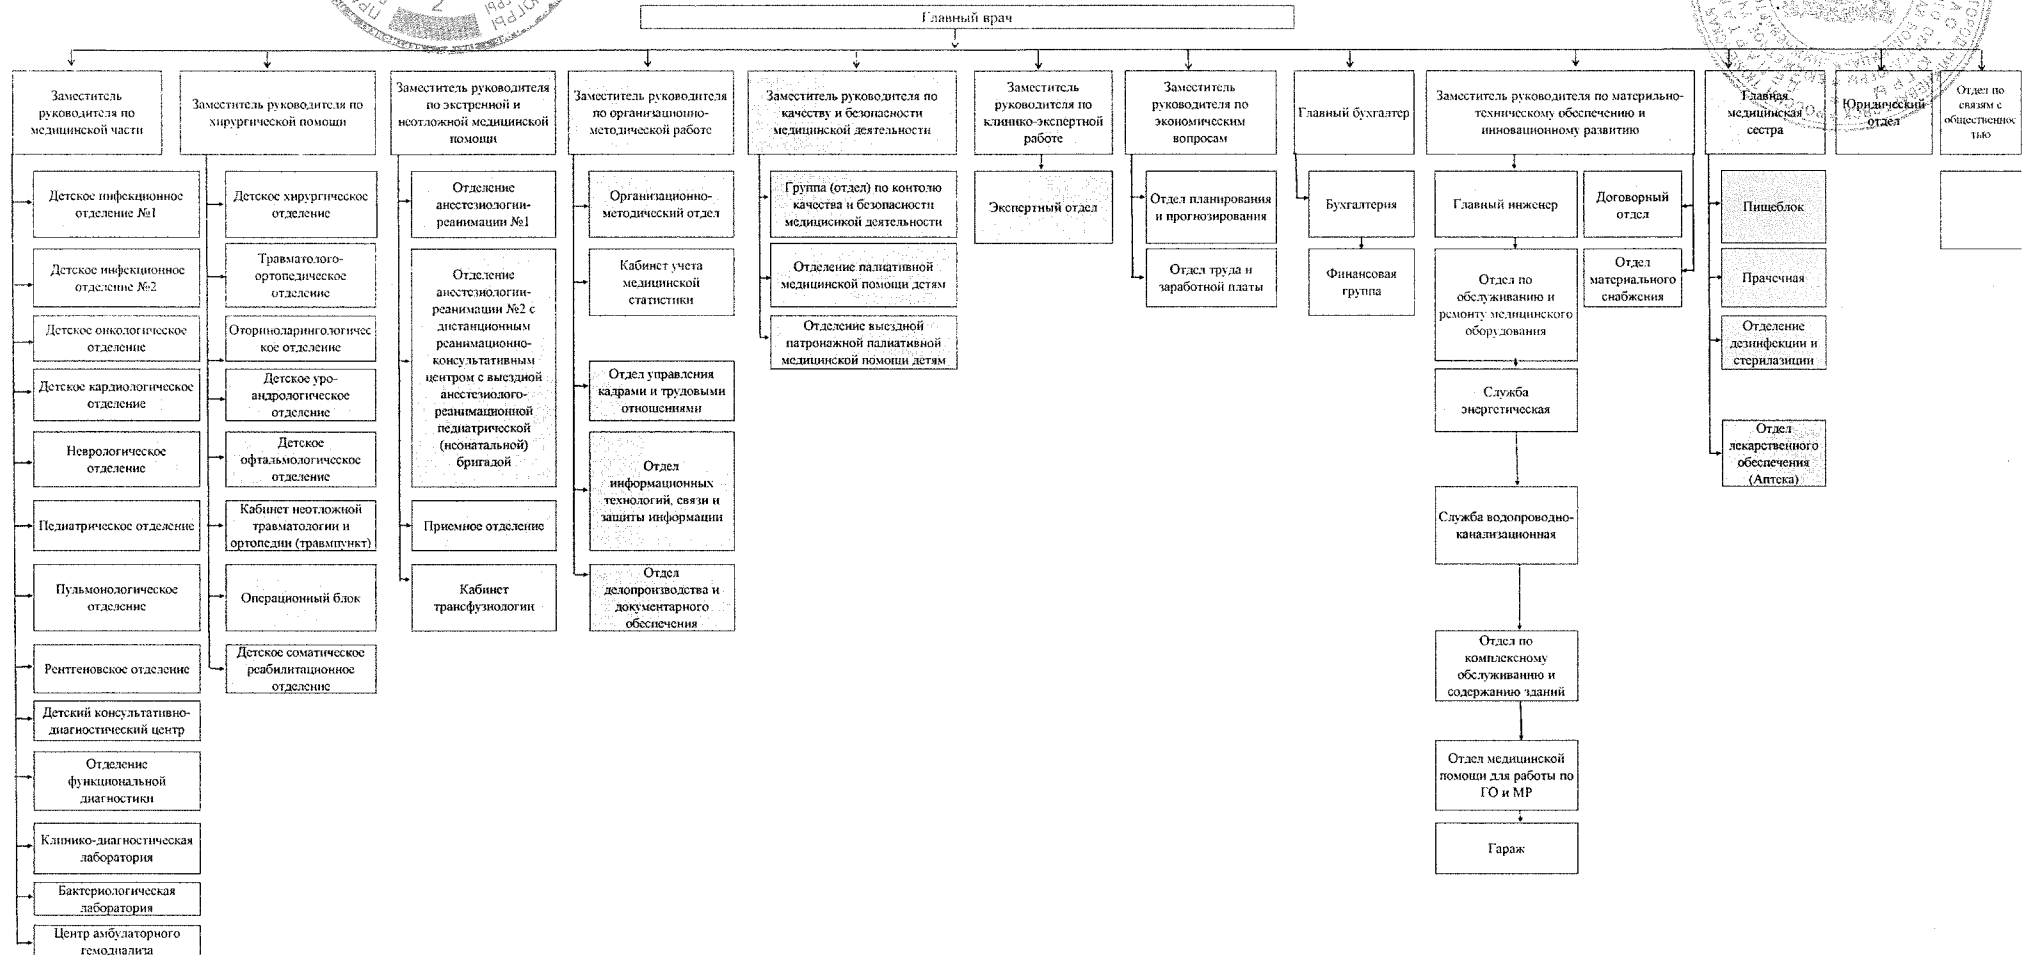 Главный врач
Заместитель
руководителя по
медицинской части
Заместитель руководителя по
хирургической помощи
Заместитель руководителя
по экстренной и
неотложной медицинской
помощи
Заместитель руководителя
по организационно-
методической работе
Заместитель руководителя по
качеству и безопасности
медицинской деятельности
Заместитель
руководителя по
клинико-экспертной
работе
Заместитель
руководителя по
экономическим
вопросам
Главный бухгалтер
Заместитель руководителя по материльно-
техническому обеспечению и
инновационному развитию
Главная
медицинская
сестра
Юридический
отдел
Отдел по
связям с
общественнос
тью
Детское инфекционное
отделение №1
Детское инфекционное
отделение №2
Детское онкологическое
отделение
Детское кардиологическое
отделение
Неврологическое
отделение
Педиатрическое отделение
Пульмонологическое
отделение
Рентгеновское отделение
Детский консультативно-
диагностический центр
Отделение
функциональной
диагностики
Клинико-диагностическая
лаборатория
Бактериологическая
лаборатория
Центр амбулаторного
гемодиализа
Детское хирургическое
отделение
Травматолого-
ортопедическое
отделение
Оториноларингологичес
кое отделение
Детское уро-
андрологическое
отделение
Детское
офтальмологическое
отделение
Кабинет неотложной
травматологии и
ортопедии (травмпункт)
Операционный блок
Детское соматическое
реабилитационное
отделение
Отделение
анестезиологии-
реанимации №1
Отделение
анестезиологии-
реанимации №2 с
дистанционным
реанимационно-
консультативным
центром с выездной
анестезиолого-
реанимационной
педиатрической
(неонатальной)
бригадой
Приемное отделение
Кабинет
трансфузиологии
Организационно-
методический отдел
Кабинет учета
медицинской
статистики
Отдел управления
кадрами и трудовыми
отношениями
Отдел
информационных
технологий, связи и
защиты информации
Отдел
делопроизводства и
документарного
обеспечения
Группа (отдел) по контолю
качества и безопасности
медицисикой деятельности
Отделение палиативной
медицинской помощи детям
Отделение выездной
патронажной палиативной
медицинской помощи детям
Экспертный отдел
Отдел планирования
и прогнозирования
Отдел труда и
заработной платы
Бухгалтерия
Финансовая
группа
Главный инженер
Отдел по
обслуживанию и
ремонту медицинского
оборудования
Служба
энергетическая
Служба водопроводно-
канализационная
Отдел по
комплексному
обслуживанию и
содержанию зданий
Отдел медицинской
помощи для работы по
ГО и МР
Гараж
Договорный
отдел
Отдел
материального
снабжения
Пищеблок
Прачечная
Отделение
дезинфекции и
стерилазиции
Отдел
лекарственного
обеспечения
(Аптека)